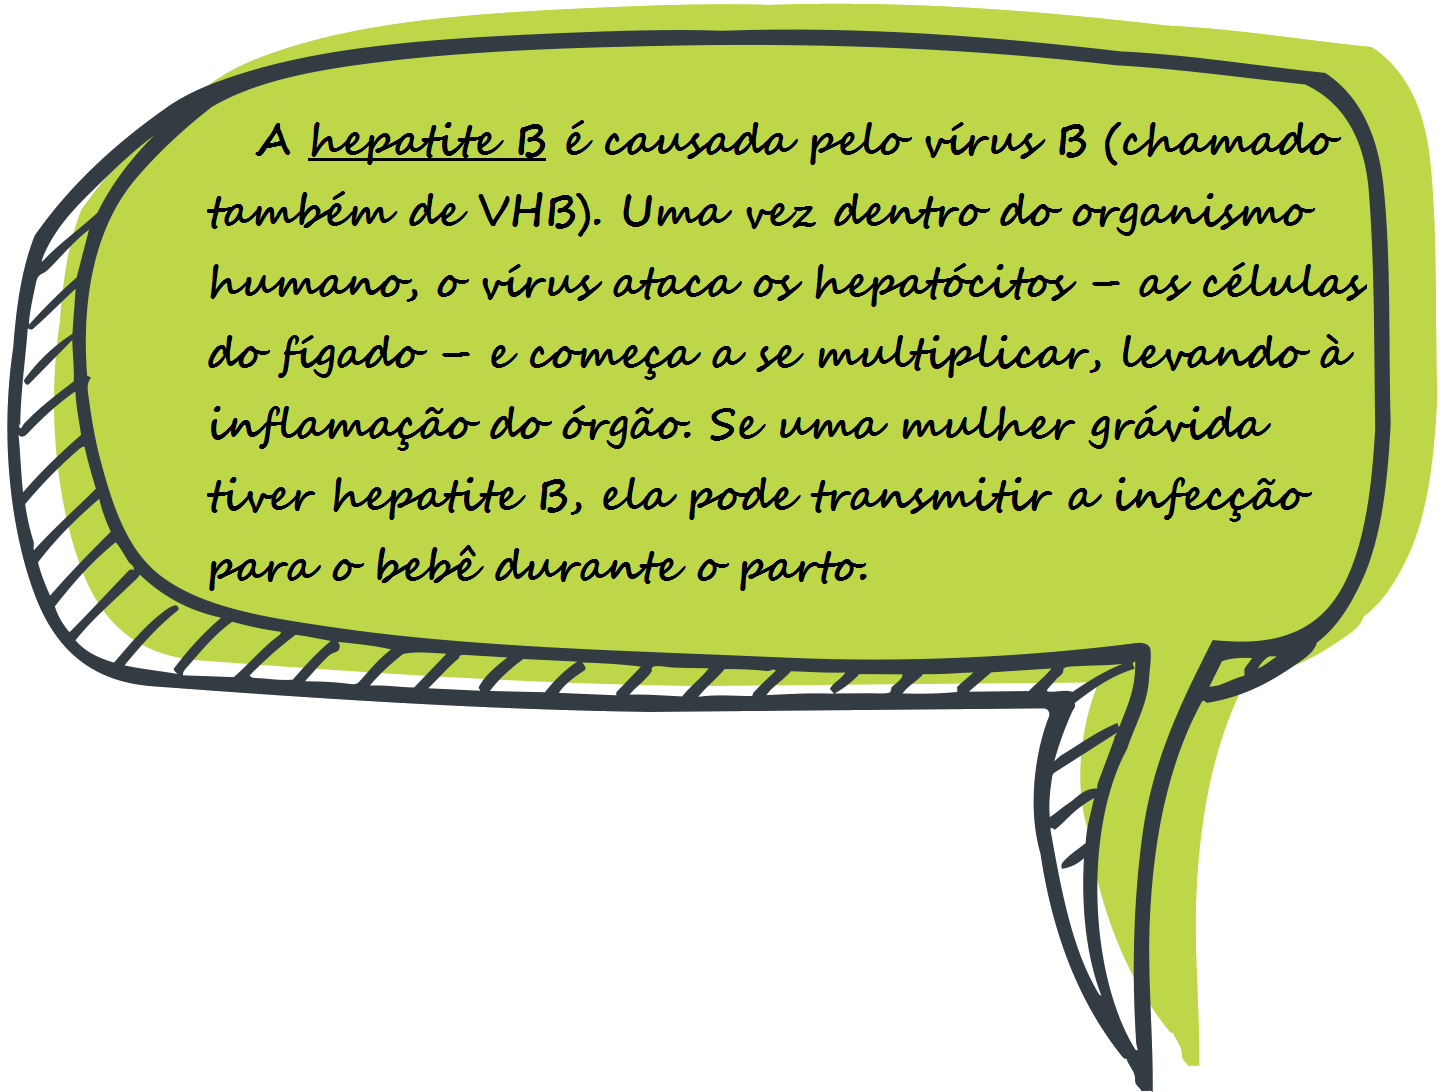 A hepatite B é causada pelo vírus B (chamado
também de VHB). Uma vez dentro do organismo
humano, o vírus ataca os hepatócitos – as células
do fígado – e começa a se multiplicar, levando à
inflamação do órgão. Se uma mulher grávida
tiver hepatite B, ela pode transmitir a infecção
para o bebê durante o parto.